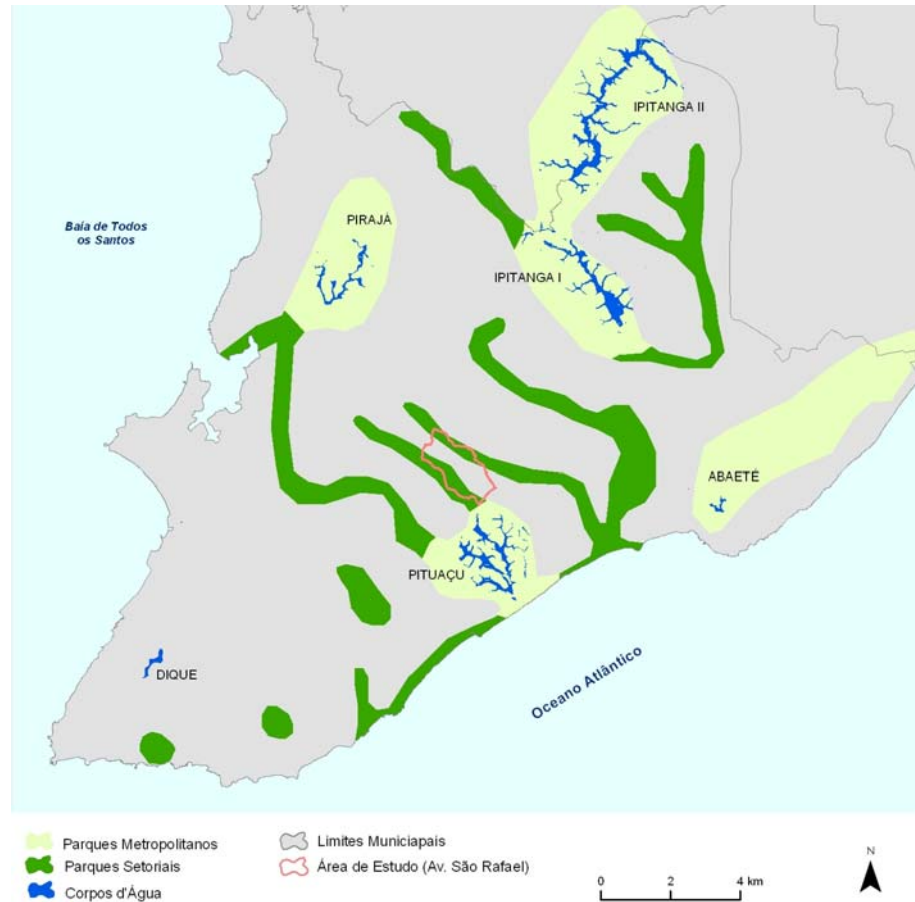 IPITANGA II
PIRAJÁ
Baía de Todos
os Santos
IPITANGA I
ABAETÉ
PITUAÇU
DIQUE
Oceano Atlântico
Parques Metropolitanos
Parques Setoriais
Corpos d'Água
Limites Municiapais
Área de Estudo (Av. São Rafael)
0 2 4 km
N